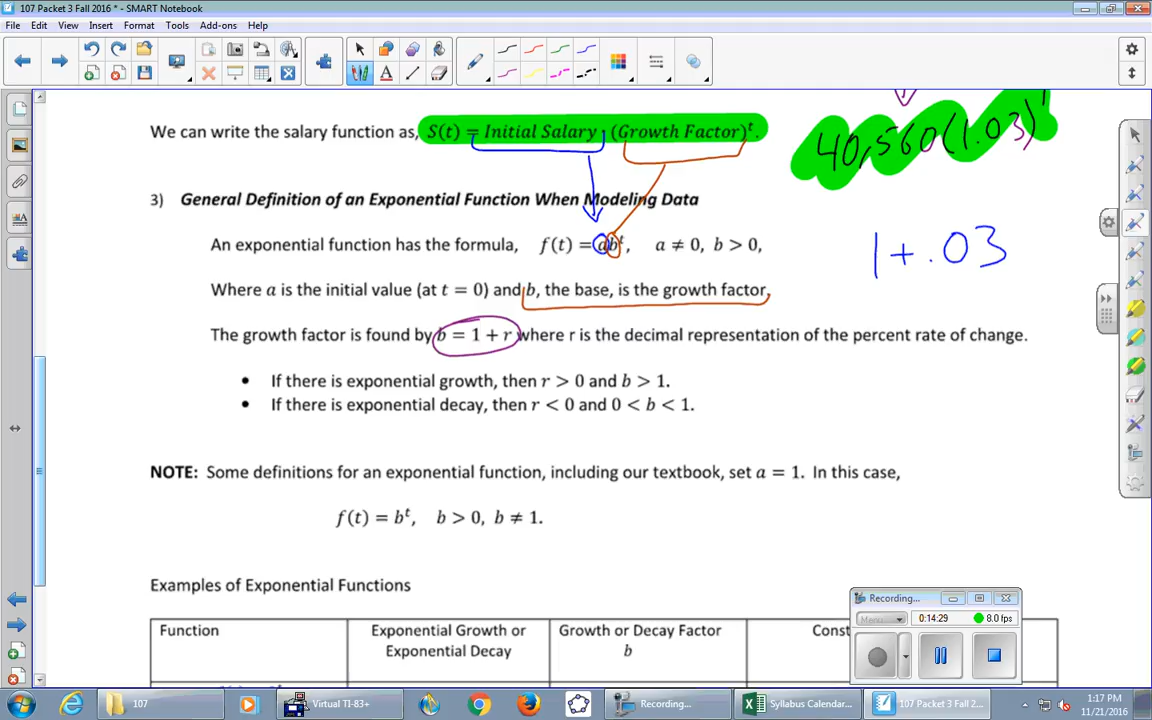 107 Packet 3 Fall 2016 * - SMART Notebook
File Edit View Insert Format Tools Add-ons Help
We can write the salary function as, S(t) = Initial Salary · (Growth Factor)^t.
40,560(1.03)
3) General Definition of an Exponential Function When Modeling Data
An exponential function has the formula, f(t) = ab^t, a ≠ 0, b > 0,
1 + .03
Where a is the initial value (at t = 0) and b, the base, is the growth factor.
The growth factor is found by b = 1 + r where r is the decimal representation of the percent rate of change.
• If there is exponential growth, then r > 0 and b > 1.
• If there is exponential decay, then r < 0 and 0 < b < 1.
NOTE: Some definitions for an exponential function, including our textbook, set a = 1. In this case,
f(t) = b^t, b > 0, b ≠ 1.
Examples of Exponential Functions
Function
Exponential Growth or
Exponential Decay
Growth or Decay Factor
b
Const
Recording...
Menu
0:14:29
8.0 fps
107
Virtual TI-83+
Recording...
Syllabus Calendar...
107 Packet 3 Fall 2...
1:17 PM
11/21/2016